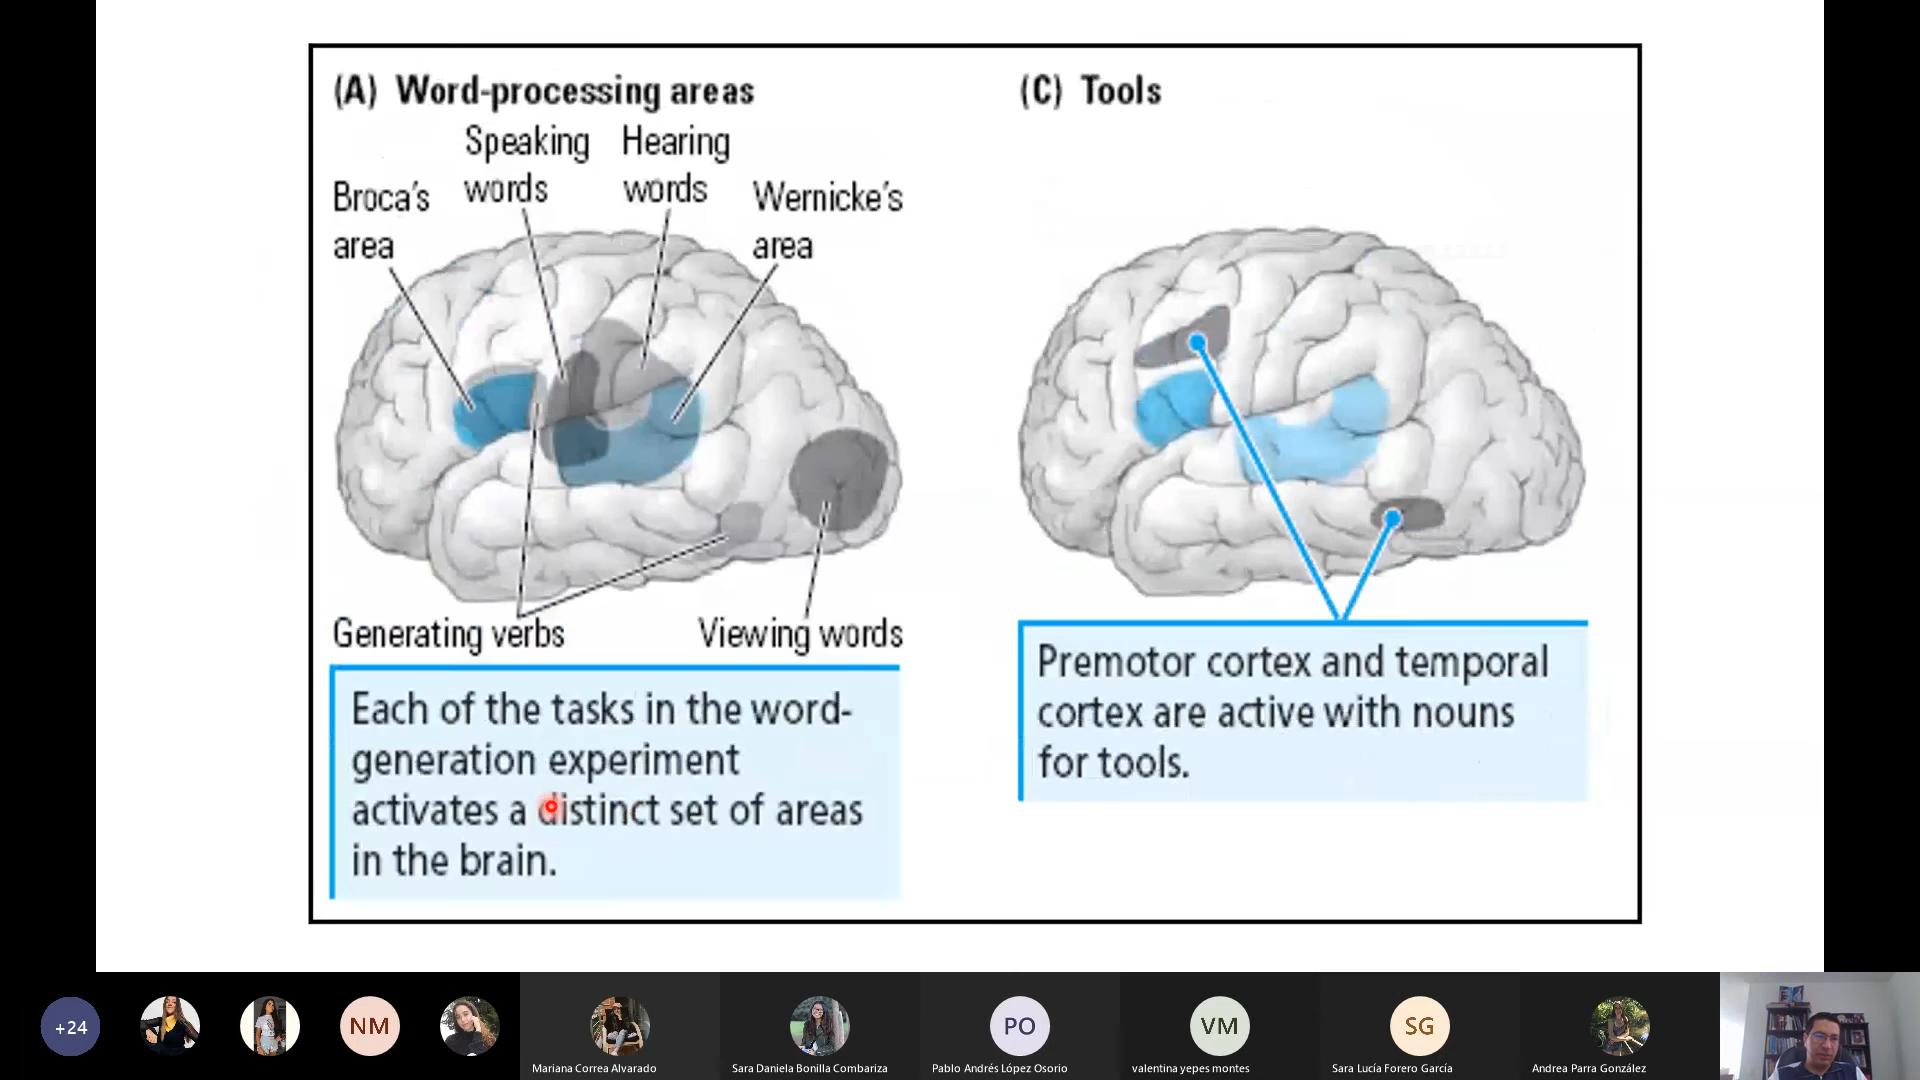 (A) Word-processing areas
Speaking
words
Hearing
words
Broca's
area
Wernicke's
area
Generating verbs
Viewing words
Each of the tasks in the word-
generation experiment
activates a distinct set of areas
in the brain.
(C) Tools
Premotor cortex and temporal
cortex are active with nouns
for tools.
+24
NM
Mariana Correa Alvarado
Sara Daniela Bonilla Combariza
PO
Pablo Andrés López Osorio
VM
valentina yepes montes
SG
Sara Lucía Forero García
Andrea Parra González